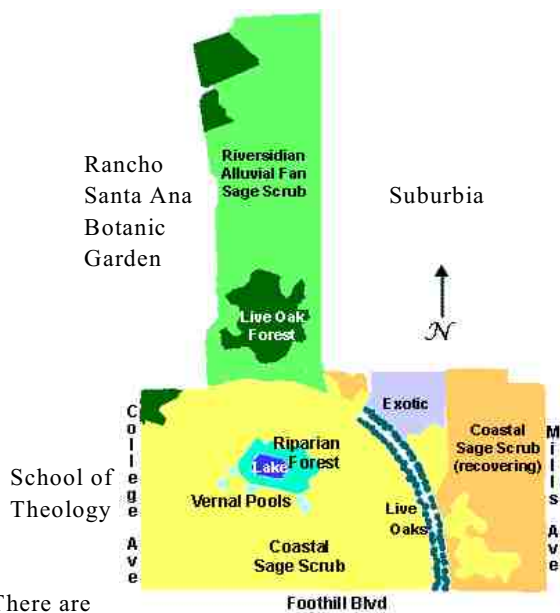 Riversidian
Alluvial Fan
Sage Scrub
Rancho
Santa Ana
Botanic
Garden
Suburbia
N
Live Oak
Forest
Exotic
Coastal
Sage Scrub
(recovering)
College Ave
Mills Ave
Riparian
Forest
Lake
Vernal Pools
School of
Theology
Live
Oaks
Coastal
Sage Scrub
There are
Foothill Blvd